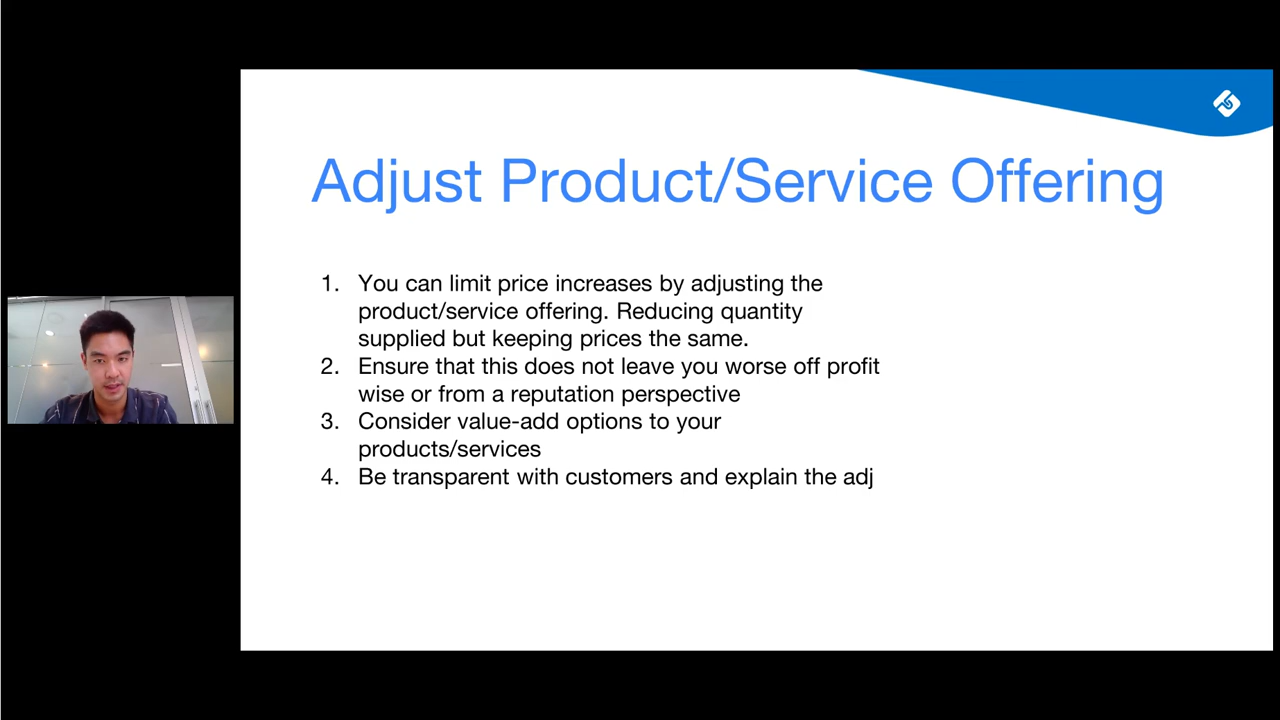 Adjust Product/Service Offering
1. You can limit price increases by adjusting the
product/service offering. Reducing quantity
supplied but keeping prices the same.
2. Ensure that this does not leave you worse off profit
wise or from a reputation perspective
3. Consider value-add options to your
products/services
4. Be transparent with customers and explain the adj